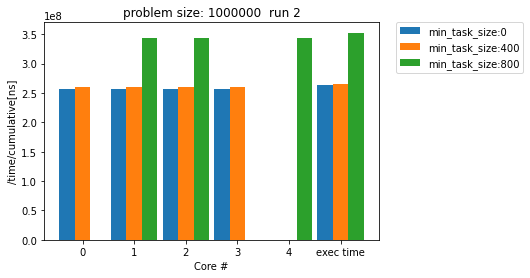 problem size: 1000000  run 2
1e8
/time/cumulative[ns]
3.5
3.0
2.5
2.0
1.5
1.0
0.5
0.0
0 1 2 3 4 exec time
Core #
min_task_size:0
min_task_size:400
min_task_size:800